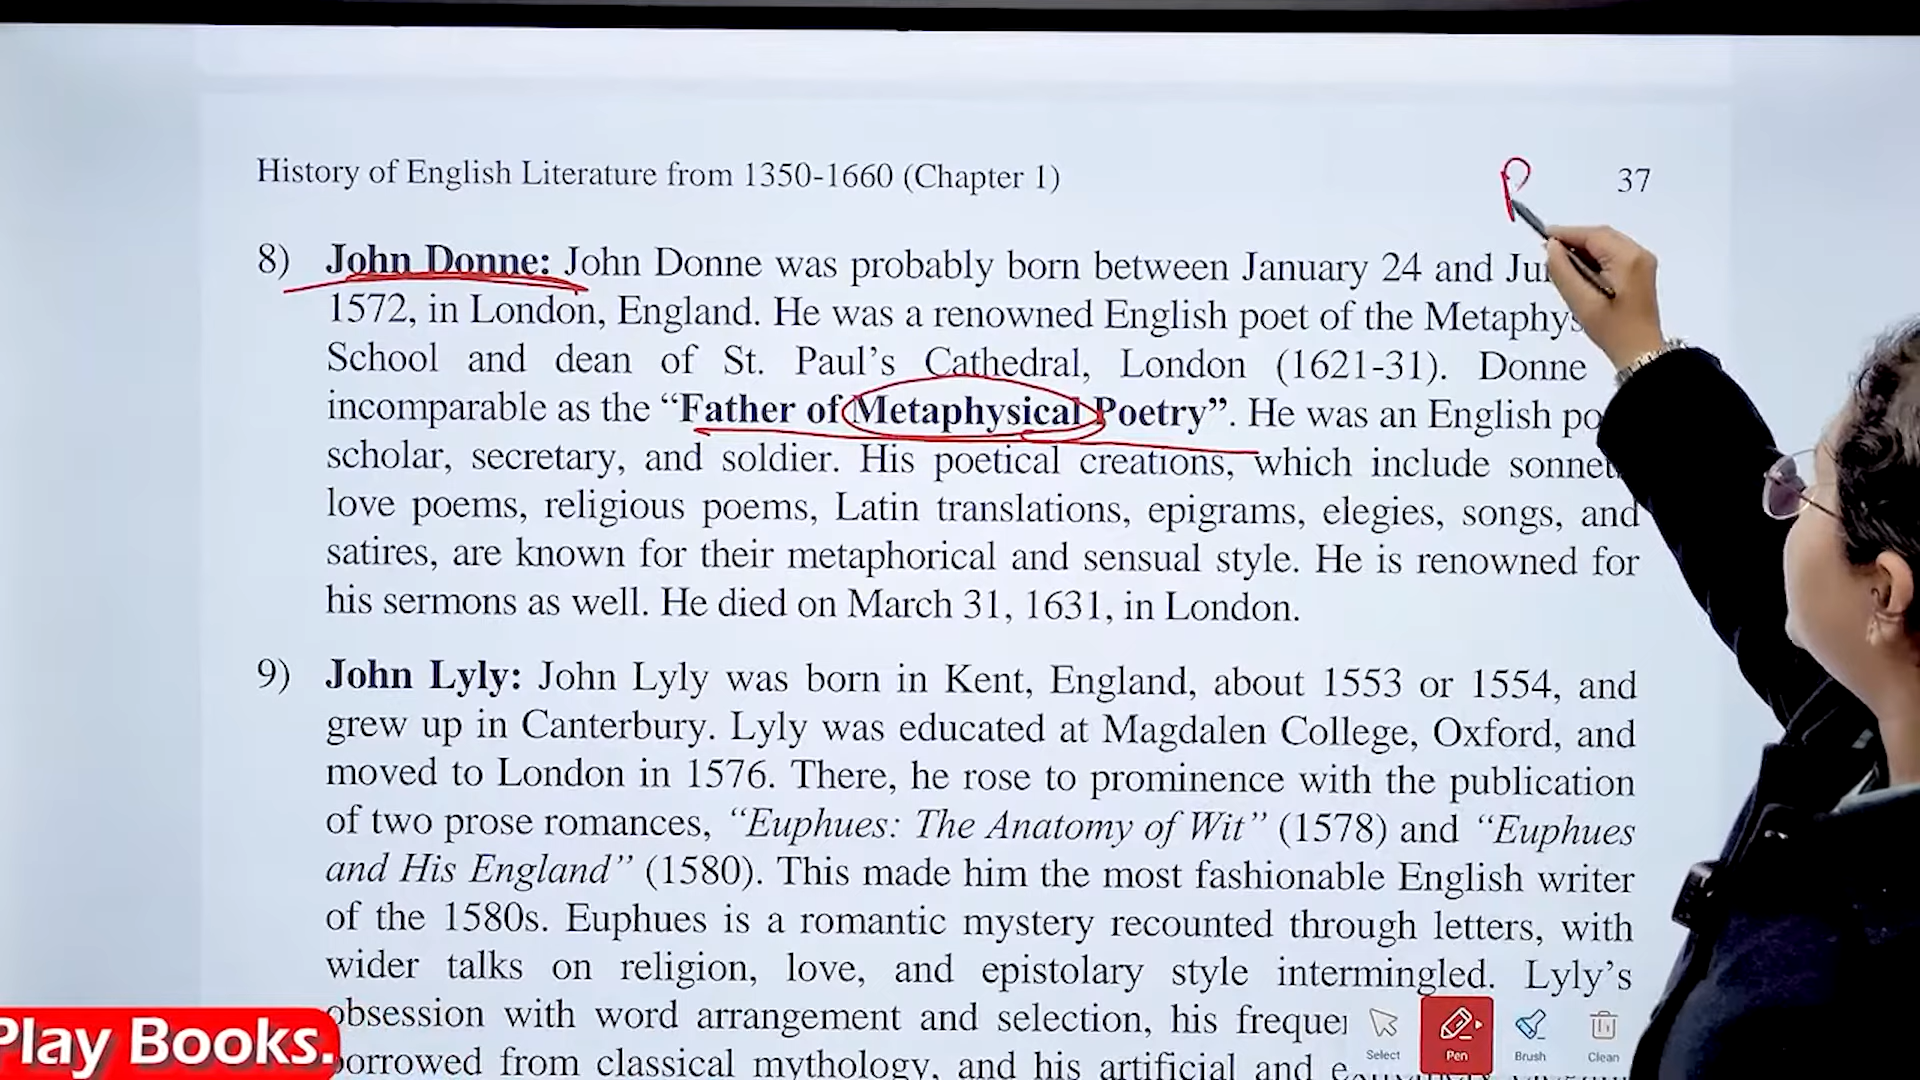 History of English Literature from 1350-1660 (Chapter 1)
P
37
8) John Donne: John Donne was probably born between January 24 and
1572, in London, England. He was a renowned English poet of the
School and dean of St. Paul’s Cathedral, London (1621-31). Donne
incomparable as the “Father of Metaphysical Poetry”. He was an English
scholar, secretary, and soldier. His poetical creations, which include
love poems, religious poems, Latin translations, epigrams, elegies, songs, and
satires, are known for their metaphorical and sensual style. He is renowned for
his sermons as well. He died on March 31, 1631, in London.
9) John Lyly: John Lyly was born in Kent, England, about 1553 or 1554, and
grew up in Canterbury. Lyly was educated at Magdalen College, Oxford, and
moved to London in 1576. There, he rose to prominence with the publication
of two prose romances, “Euphues: The Anatomy of Wit” (1578) and “Euphues
and His England” (1580). This made him the most fashionable English writer
of the 1580s. Euphues is a romantic mystery recounted through letters, with
wider talks on religion, love, and epistolary style intermingled. Lyly’s
obsession with word arrangement and selection, his
borrowed from classical mythology, and his artificial and
Play Books.
Select
Pen
Brush
Clean